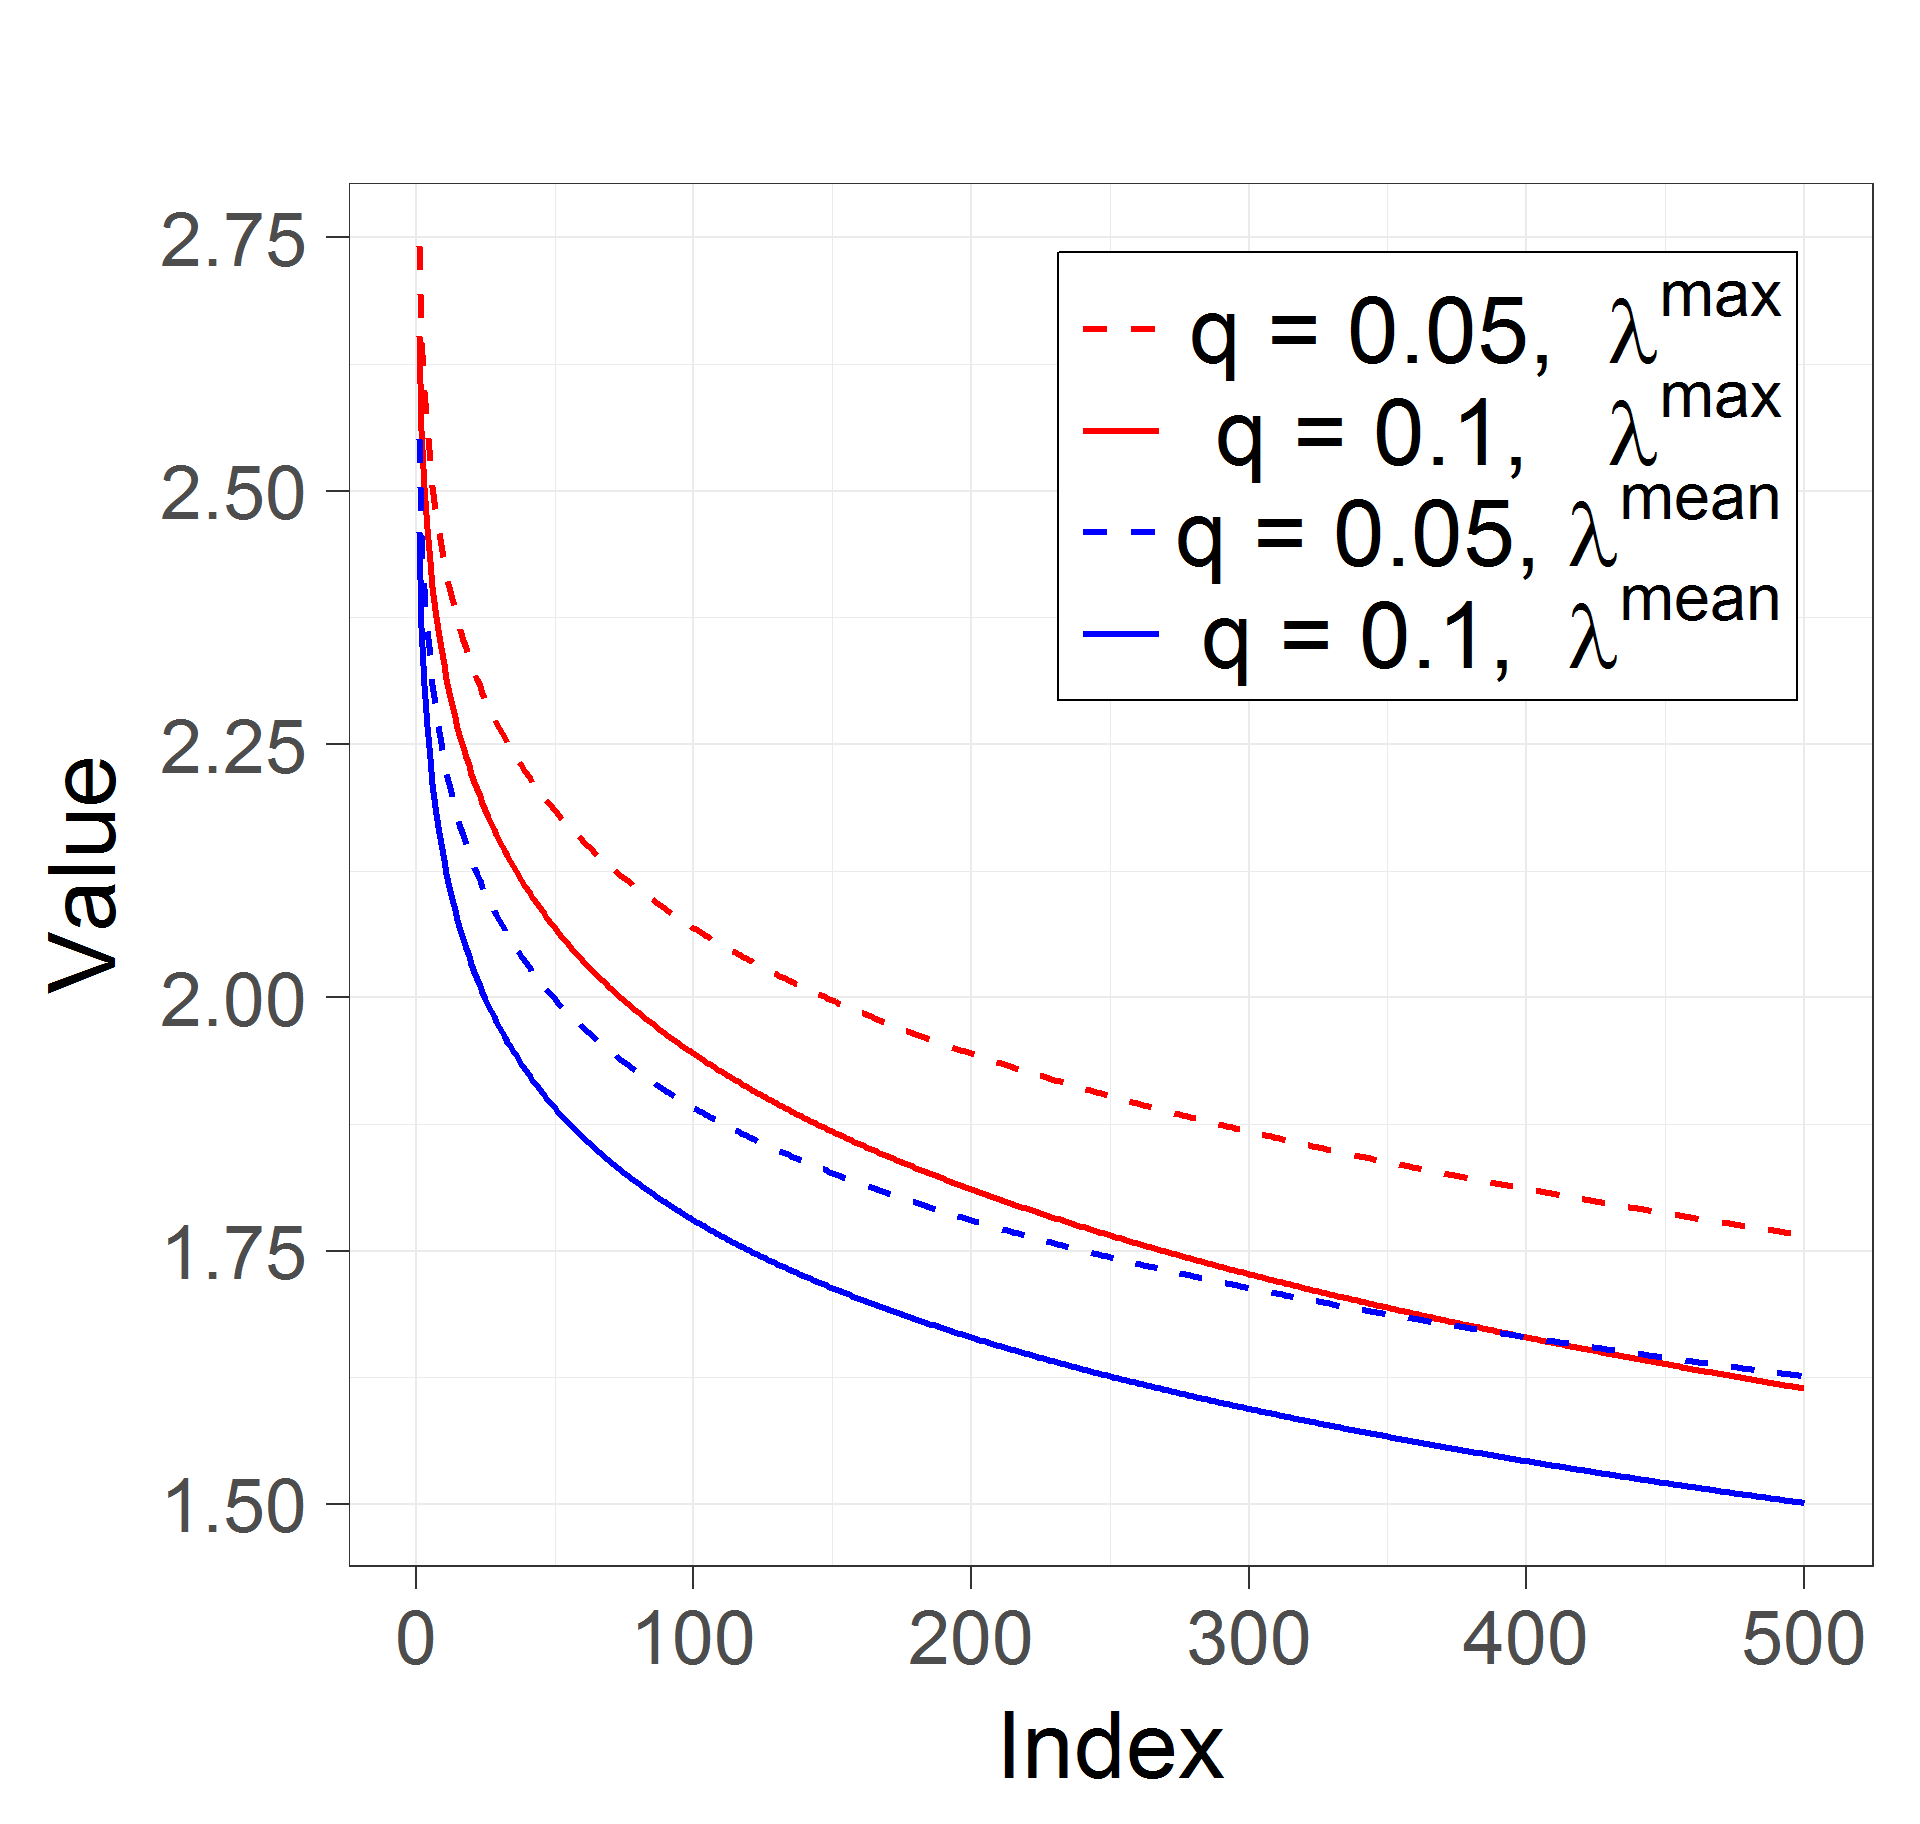 2.75
2.50
2.25
2.00
1.75
1.50
Value
q = 0.05, λ^max
q = 0.1, λ^max
q = 0.05, λ^mean
q = 0.1, λ^mean
0 100 200 300 400 500
Index